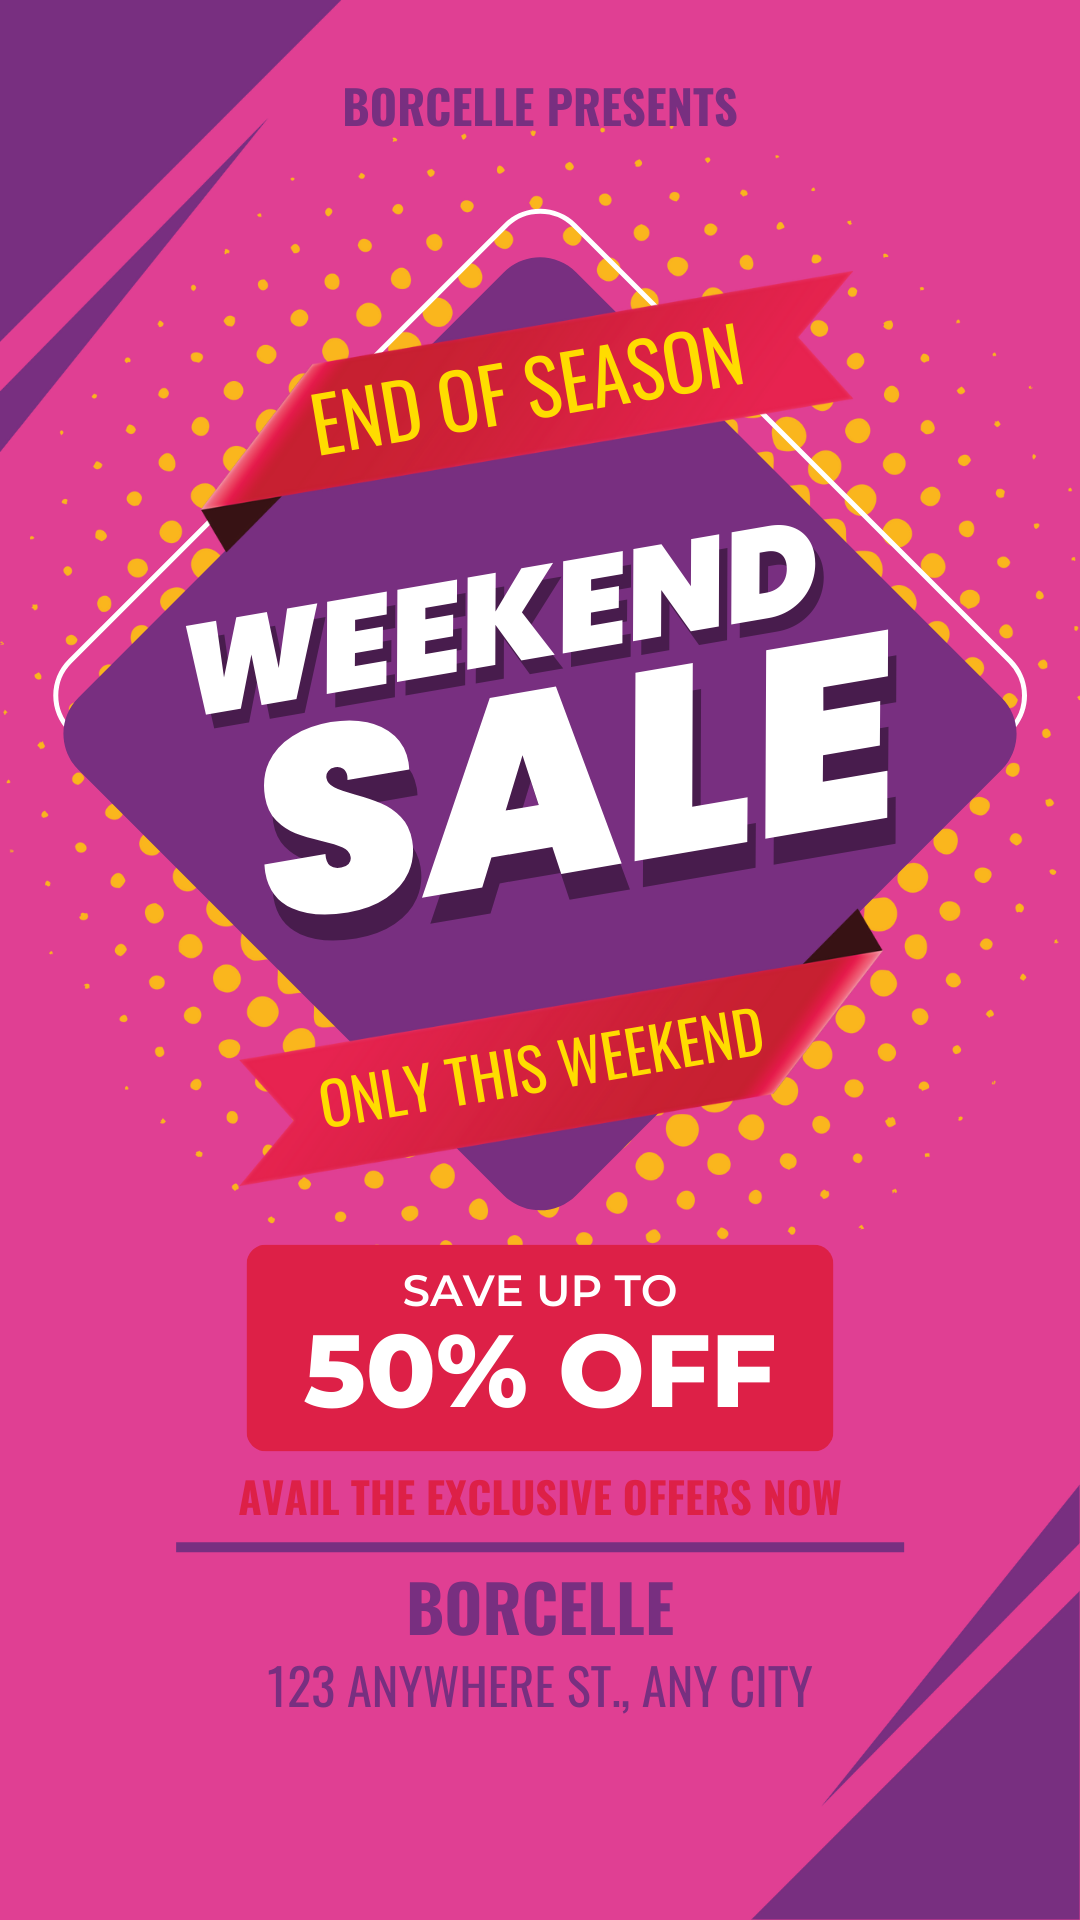 BORCELLE PRESENTS
END OF SEASON
WEEKEND
SALE
ONLY THIS WEEKEND
SAVE UP TO
50% OFF
AVAIL THE EXCLUSIVE OFFERS NOW
BORCELLE
123 ANYWHERE ST., ANY CITY